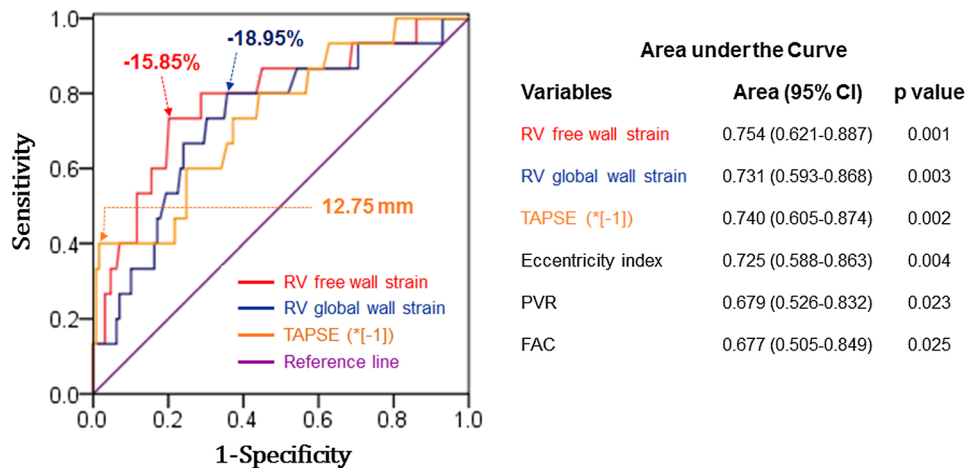 1.0
0.8
0.6
0.4
0.2
0.0
Sensitivity
-18.95%
-15.85%
12.75 mm
RV free wall strain
RV global wall strain
TAPSE (*[-1])
Reference line
0.0 0.2 0.4 0.6 0.8 1.0
1-Specificity
Area under the Curve
Variables Area (95% CI) p value
RV free wall strain 0.754 (0.621-0.887) 0.001
RV global wall strain 0.731 (0.593-0.868) 0.003
TAPSE (*[-1]) 0.740 (0.605-0.874) 0.002
Eccentricity index 0.725 (0.588-0.863) 0.004
PVR 0.679 (0.526-0.832) 0.023
FAC 0.677 (0.505-0.849) 0.025